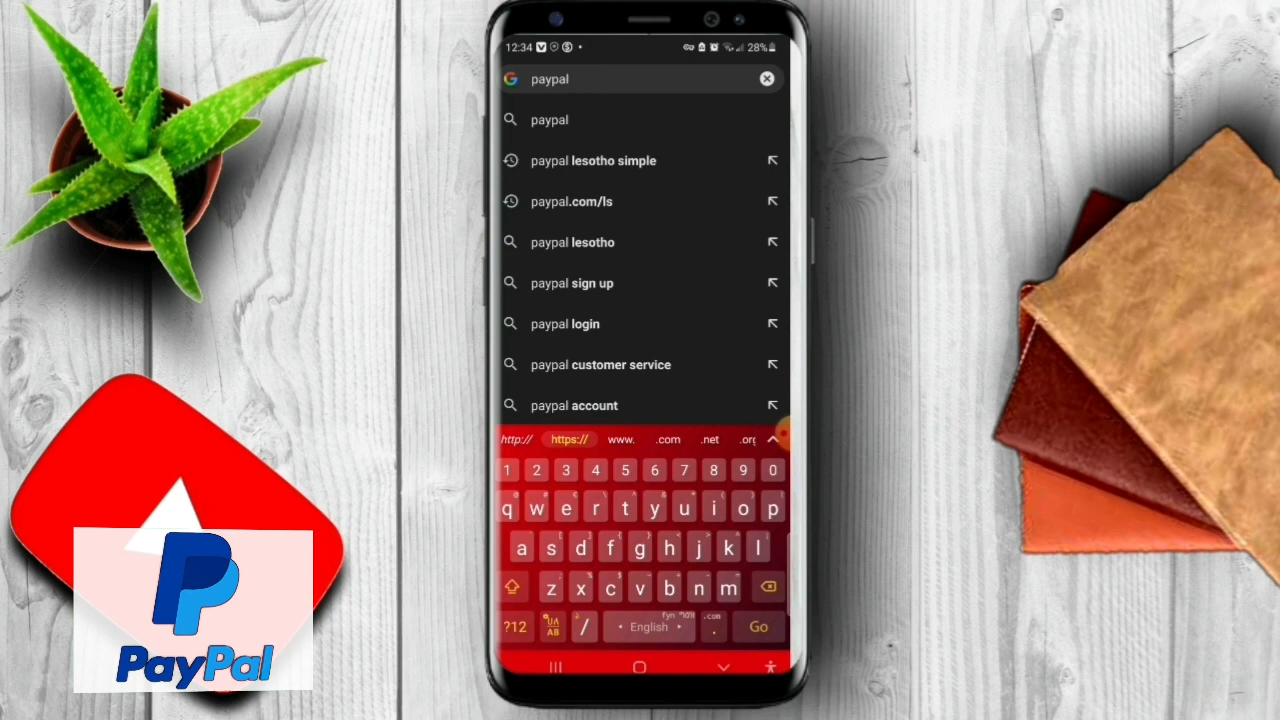 12:34
28%
paypal
paypal
paypal lesotho simple
paypal.com/ls
paypal lesotho
paypal sign up
paypal login
paypal customer service
paypal account
http:// https:// www. .com .net .org
1 2 3 4 5 6 7 8 9 0
q w e r t y u i o p
a s d f g h j k l
z x c v b n m
?12 / English . .com Go
PayPal